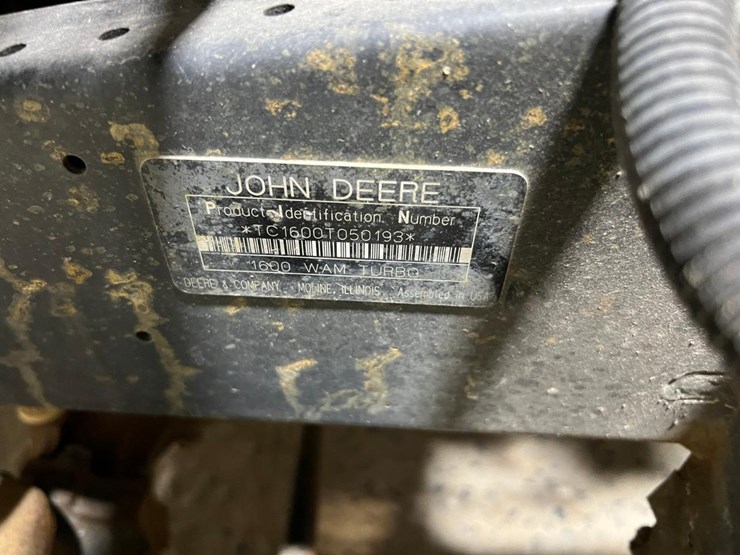 JOHN DEERE
Product Identification Number
*TC1600T050193*
1600 WAM TURBO
DEERE & COMPANY MOLINE, ILLINOIS Assembled in USA